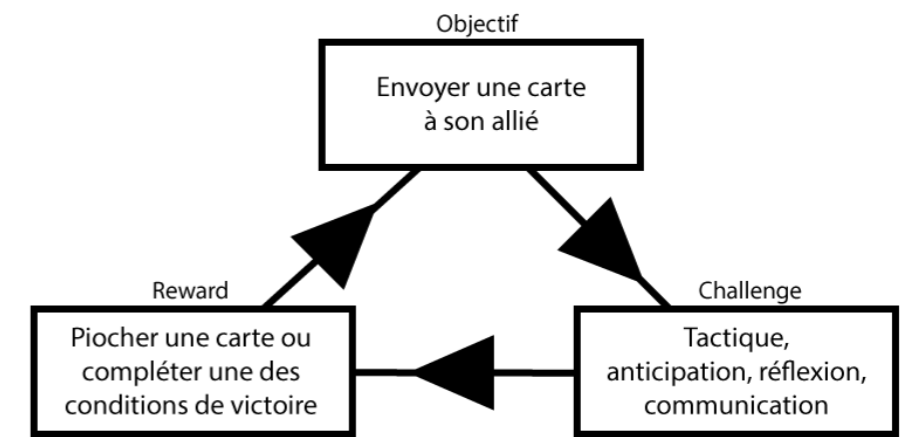 Objectif
Envoyer une carte
à son allié
Reward
Piocher une carte ou
compléter une des
conditions de victoire
Challenge
Tactique,
anticipation, réflexion,
communication